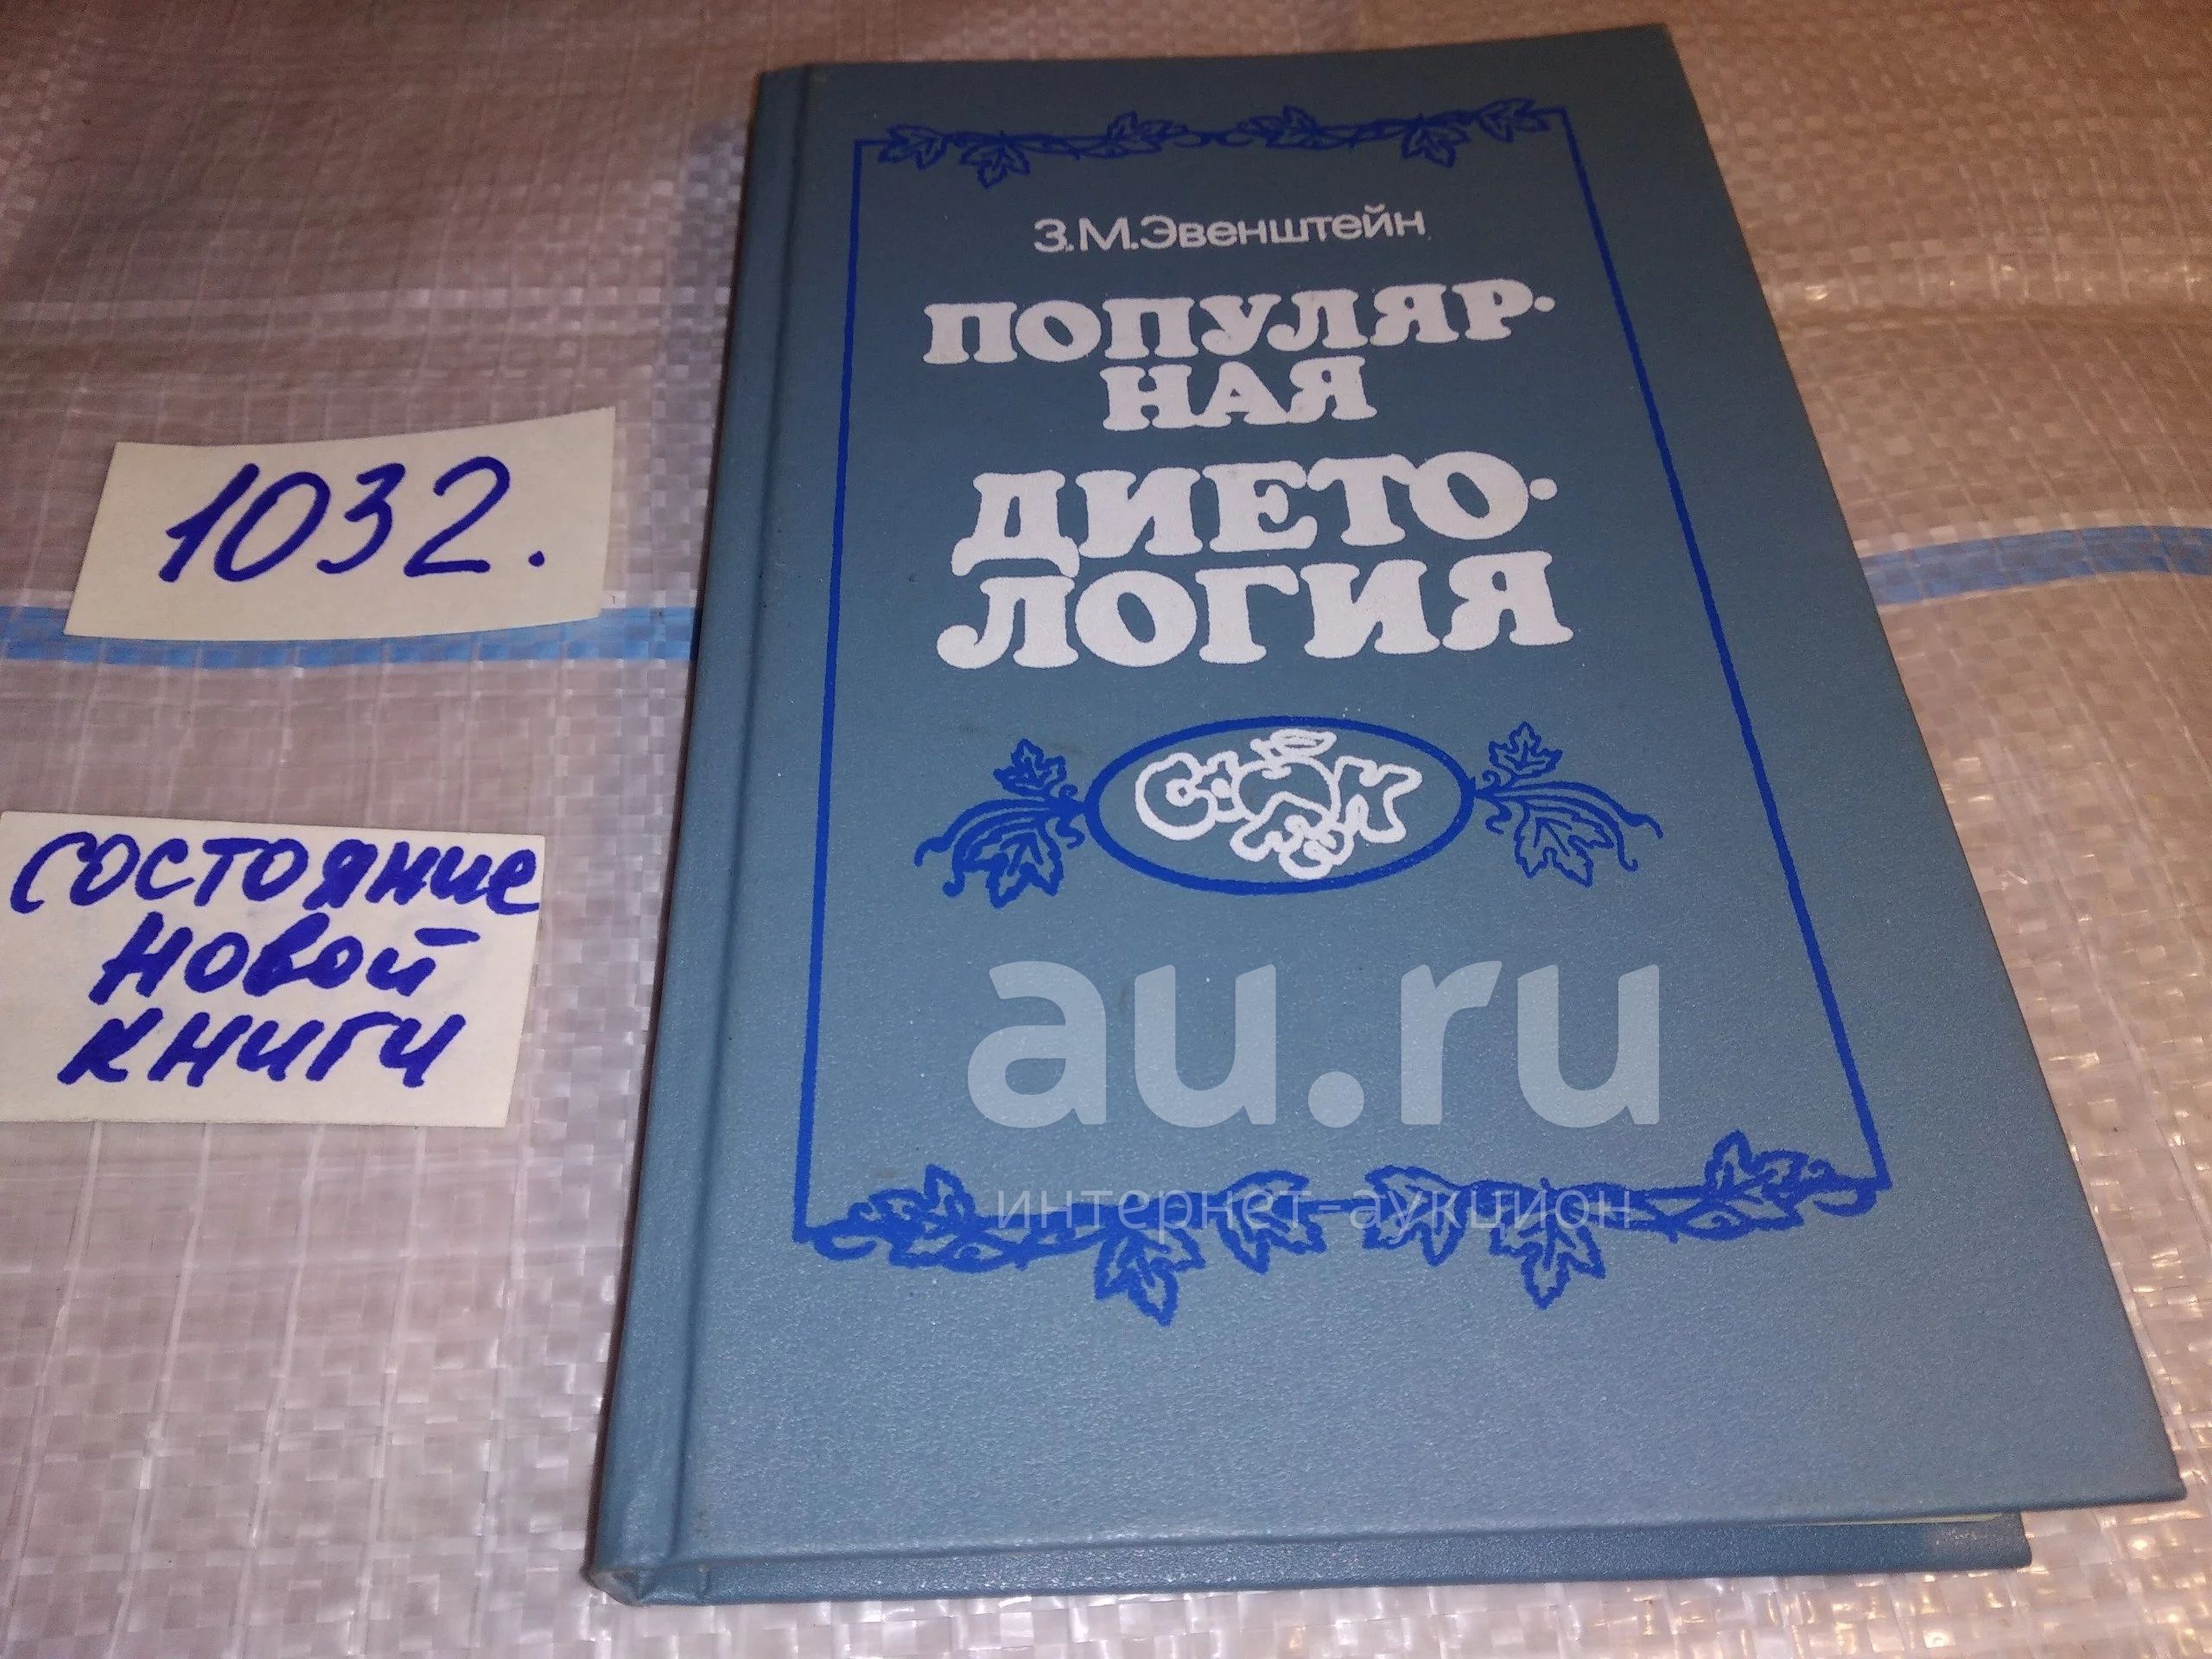 З.М.Эвенштейн
ПОПУЛЯР-
НАЯ
ДИЕТО-
ЛОГИЯ
1032.
состояние
новой
книги
au.ru
интернет-аукцион